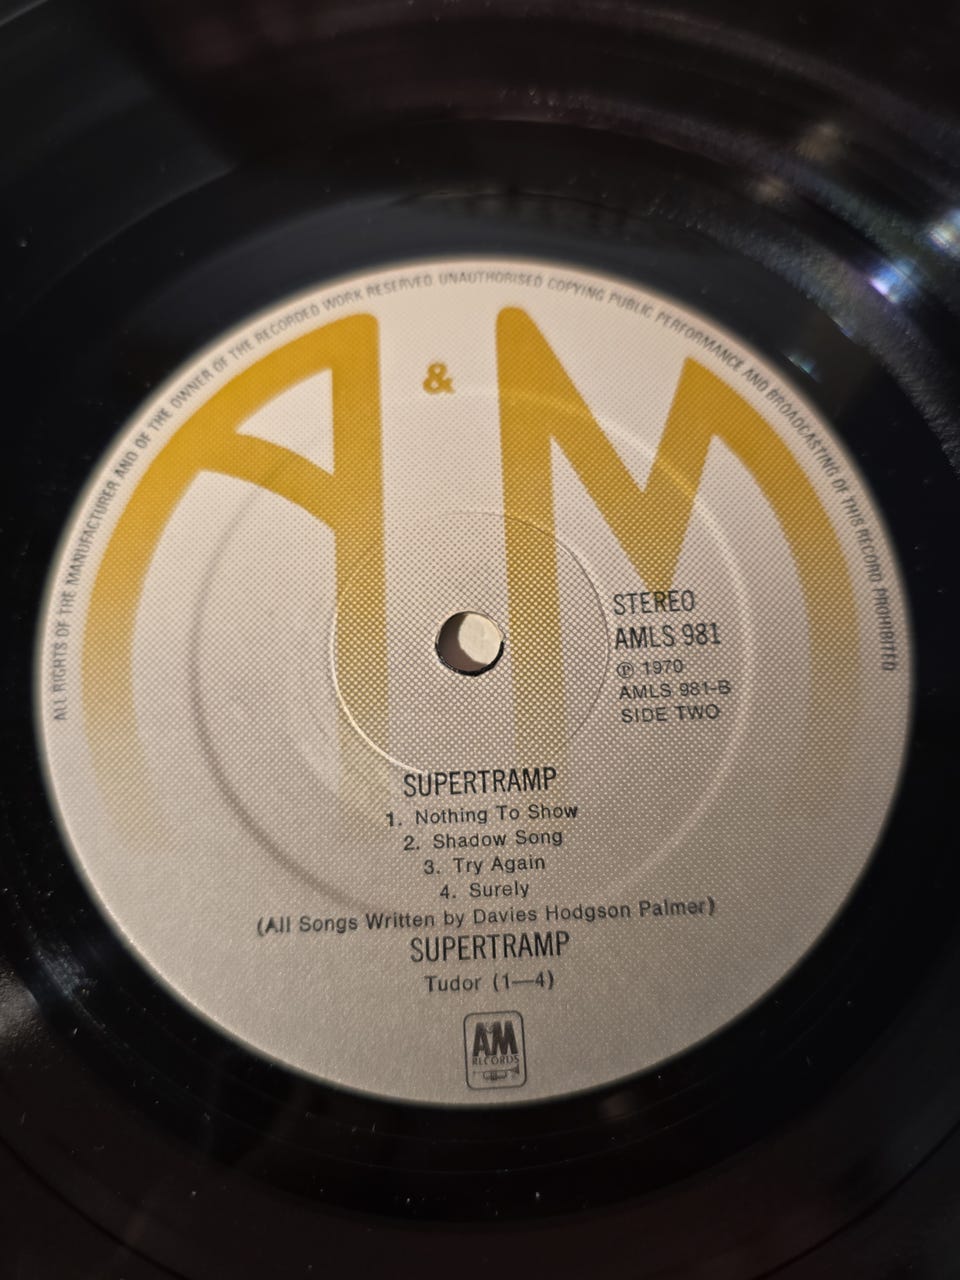 ALL RIGHTS OF THE MANUFACTURER AND OF THE OWNER OF THE RECORDED WORK RESERVED UNAUTHORISED COPYING PUBLIC PERFORMANCE AND BROADCASTING OF THIS RECORD PROHIBITED
A & M
STEREO
AMLS 981
℗ 1970
AMLS 981-B
SIDE TWO
SUPERTRAMP
1. Nothing To Show
2. Shadow Song
3. Try Again
4. Surely
(All Songs Written by Davies Hodgson Palmer)
SUPERTRAMP
Tudor (1—4)
AM
RECORDS